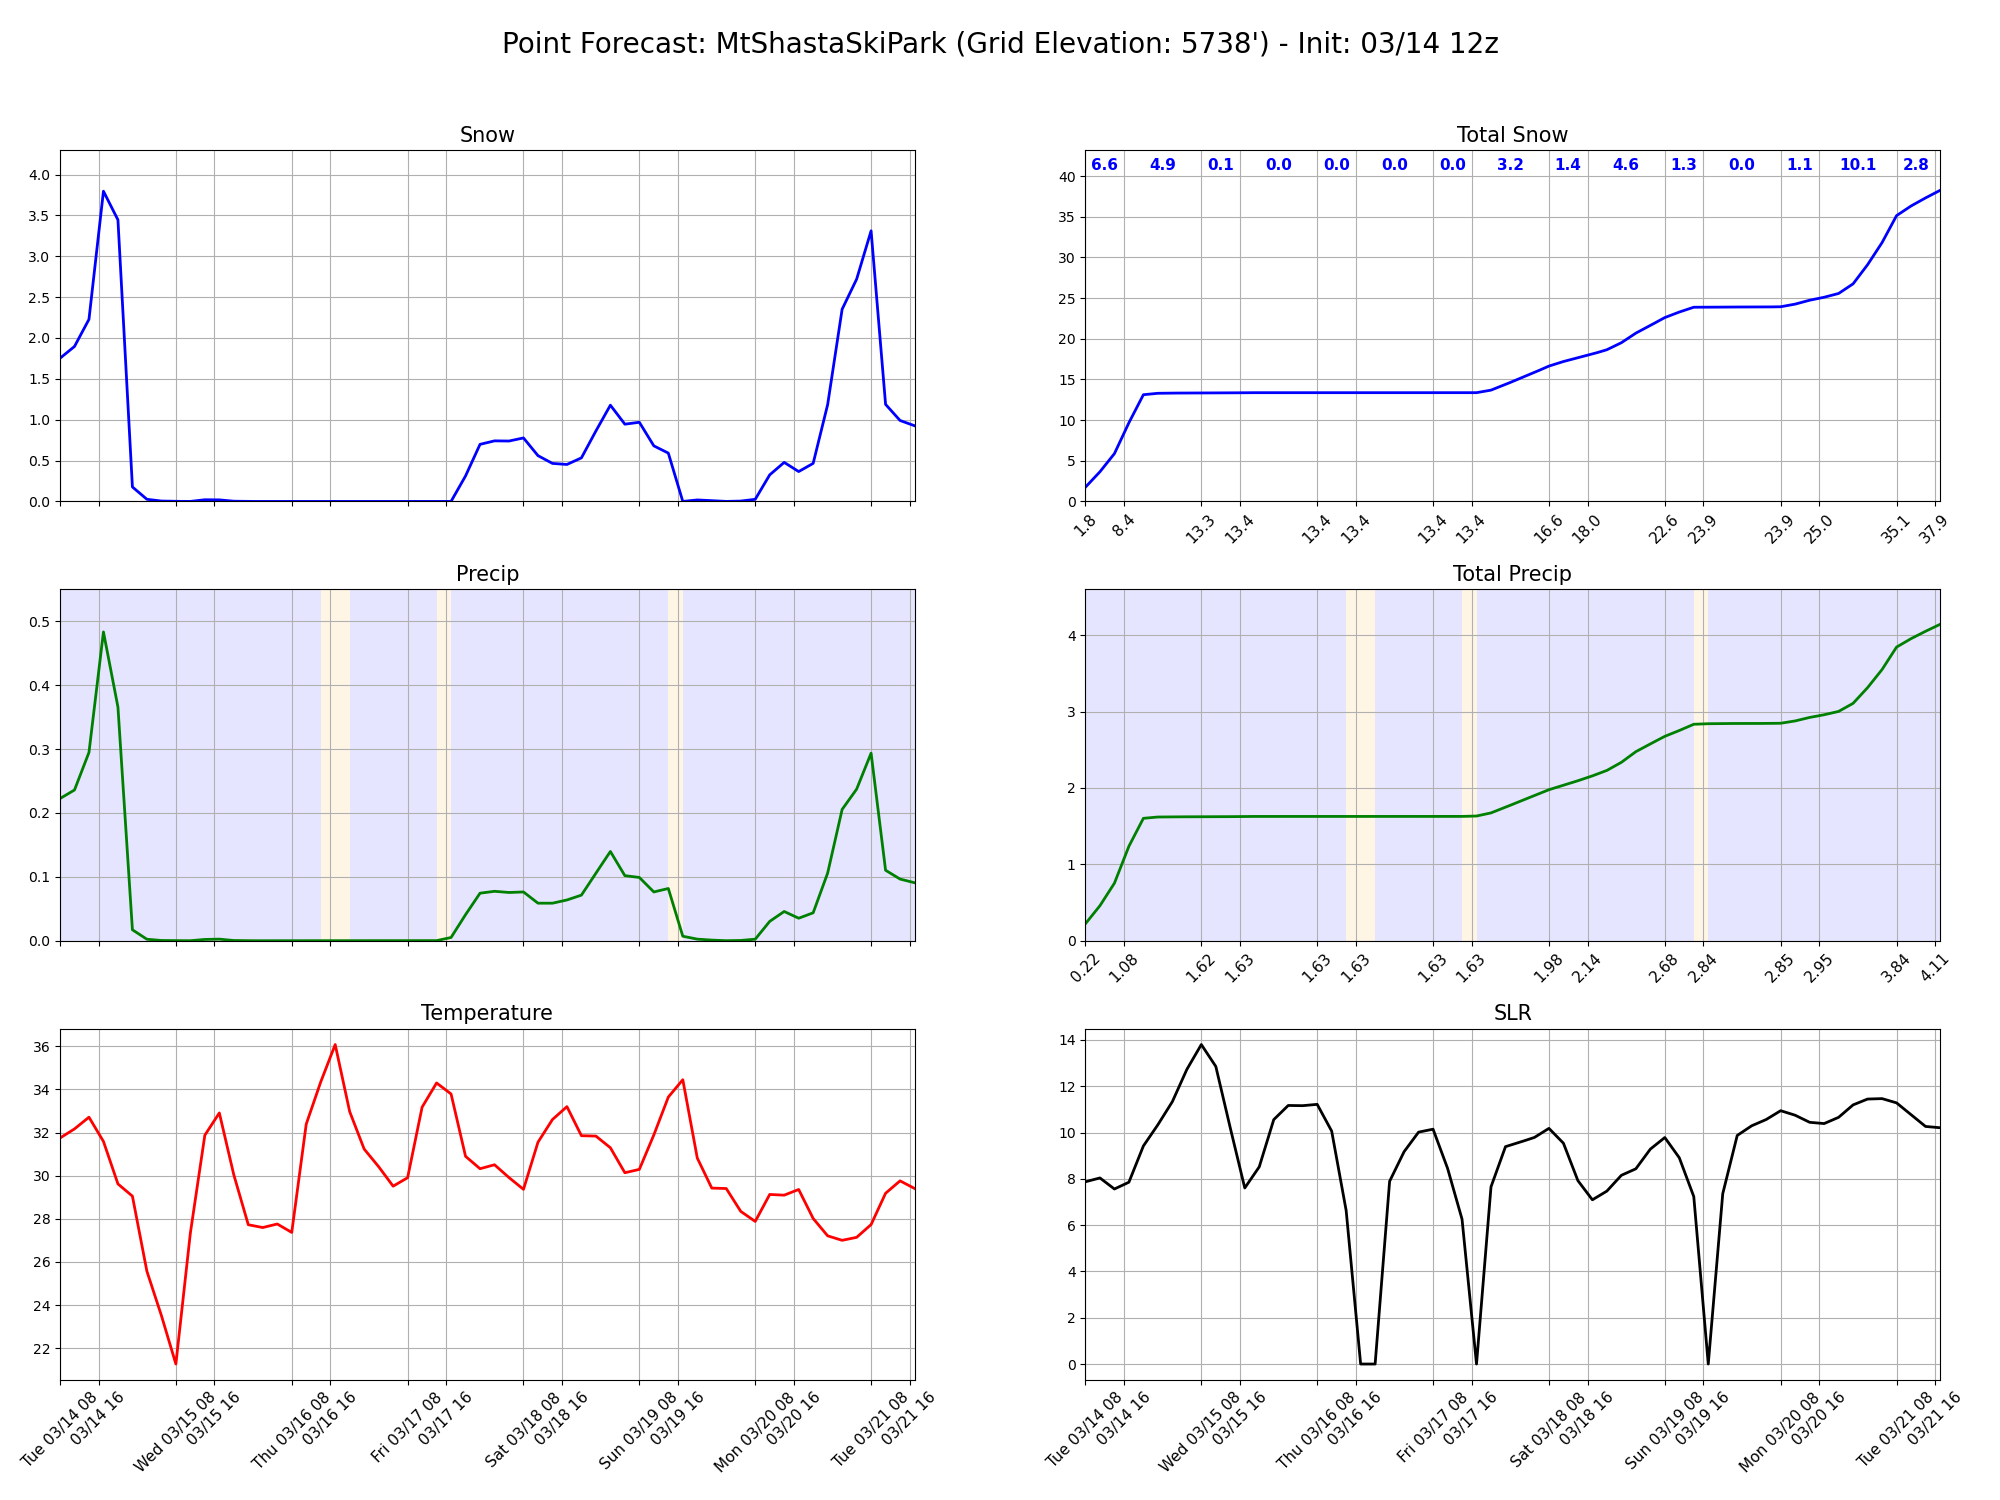 Point Forecast: MtShastaSkiPark (Grid Elevation: 5738') - Init: 03/14 12z
Snow
4.0
3.5
3.0
2.5
2.0
1.5
1.0
0.5
0.0
Total Snow
6.6 4.9 0.1 0.0 0.0 0.0 0.0 3.2 1.4 4.6 1.3 0.0 1.1 10.1 2.8
40
35
30
25
20
15
10
5
0
1.8 8.4 13.3 13.4 13.4 13.4 13.4 13.4 16.6 18.0 22.6 23.9 23.9 25.0 35.1 37.9
Precip
0.5
0.4
0.3
0.2
0.1
0.0
Total Precip
4
3
2
1
0
0.22 1.08 1.62 1.63 1.63 1.63 1.63 1.63 1.98 2.14 2.68 2.84 2.85 2.95 3.84 4.11
Temperature
36
34
32
30
28
26
24
22
Tue 03/14 08
03/14 16
Wed 03/15 08
03/15 16
Thu 03/16 08
03/16 16
Fri 03/17 08
03/17 16
Sat 03/18 08
03/18 16
Sun 03/19 08
03/19 16
Mon 03/20 08
03/20 16
Tue 03/21 08
03/21 16
SLR
14
12
10
8
6
4
2
0
Tue 03/14 08
03/14 16
Wed 03/15 08
03/15 16
Thu 03/16 08
03/16 16
Fri 03/17 08
03/17 16
Sat 03/18 08
03/18 16
Sun 03/19 08
03/19 16
Mon 03/20 08
03/20 16
Tue 03/21 08
03/21 16